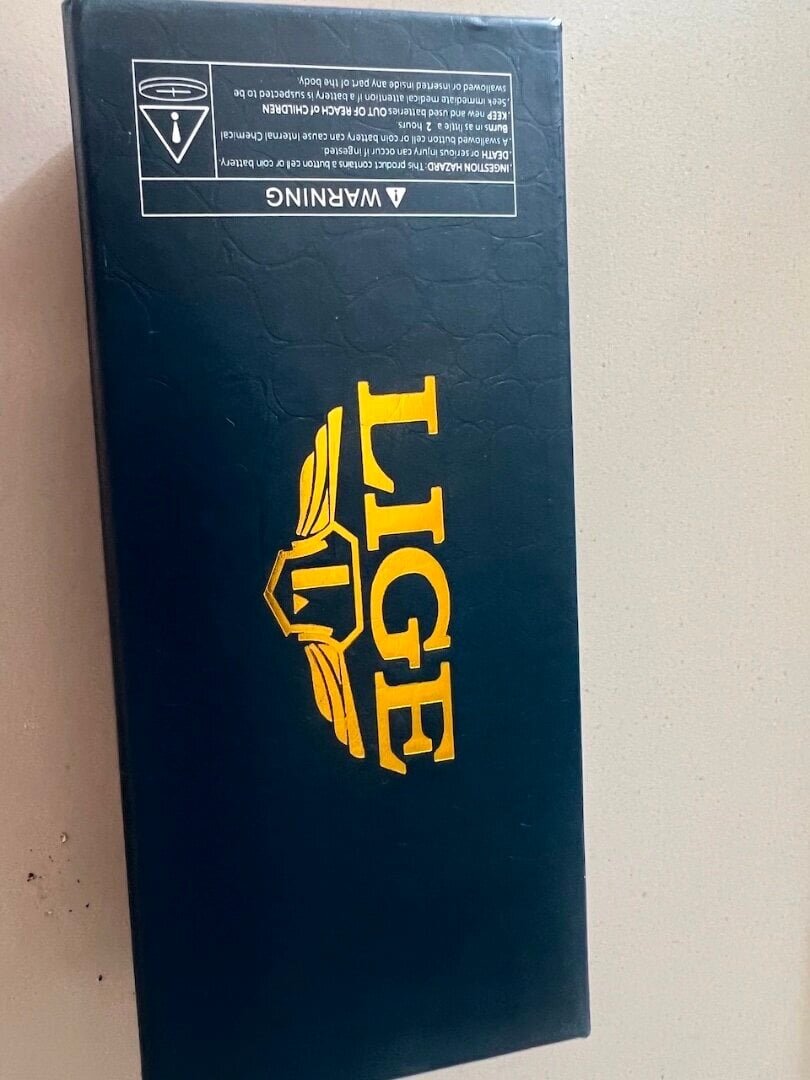 WARNING
.INGESTION HAZARD: This product contains a button cell or coin battery.
.DEATH or serious injury can occur if ingested
A swallowed button cell or coin battery can cause Internal Chemical
Burns as as little a 2 hours
KEEP new and used batteries OUT OF REACH of CHILDREN
.Seek immediate medical attention if a battery is suspected to be
swallowed or inserted inside any part of the body.
LIGE